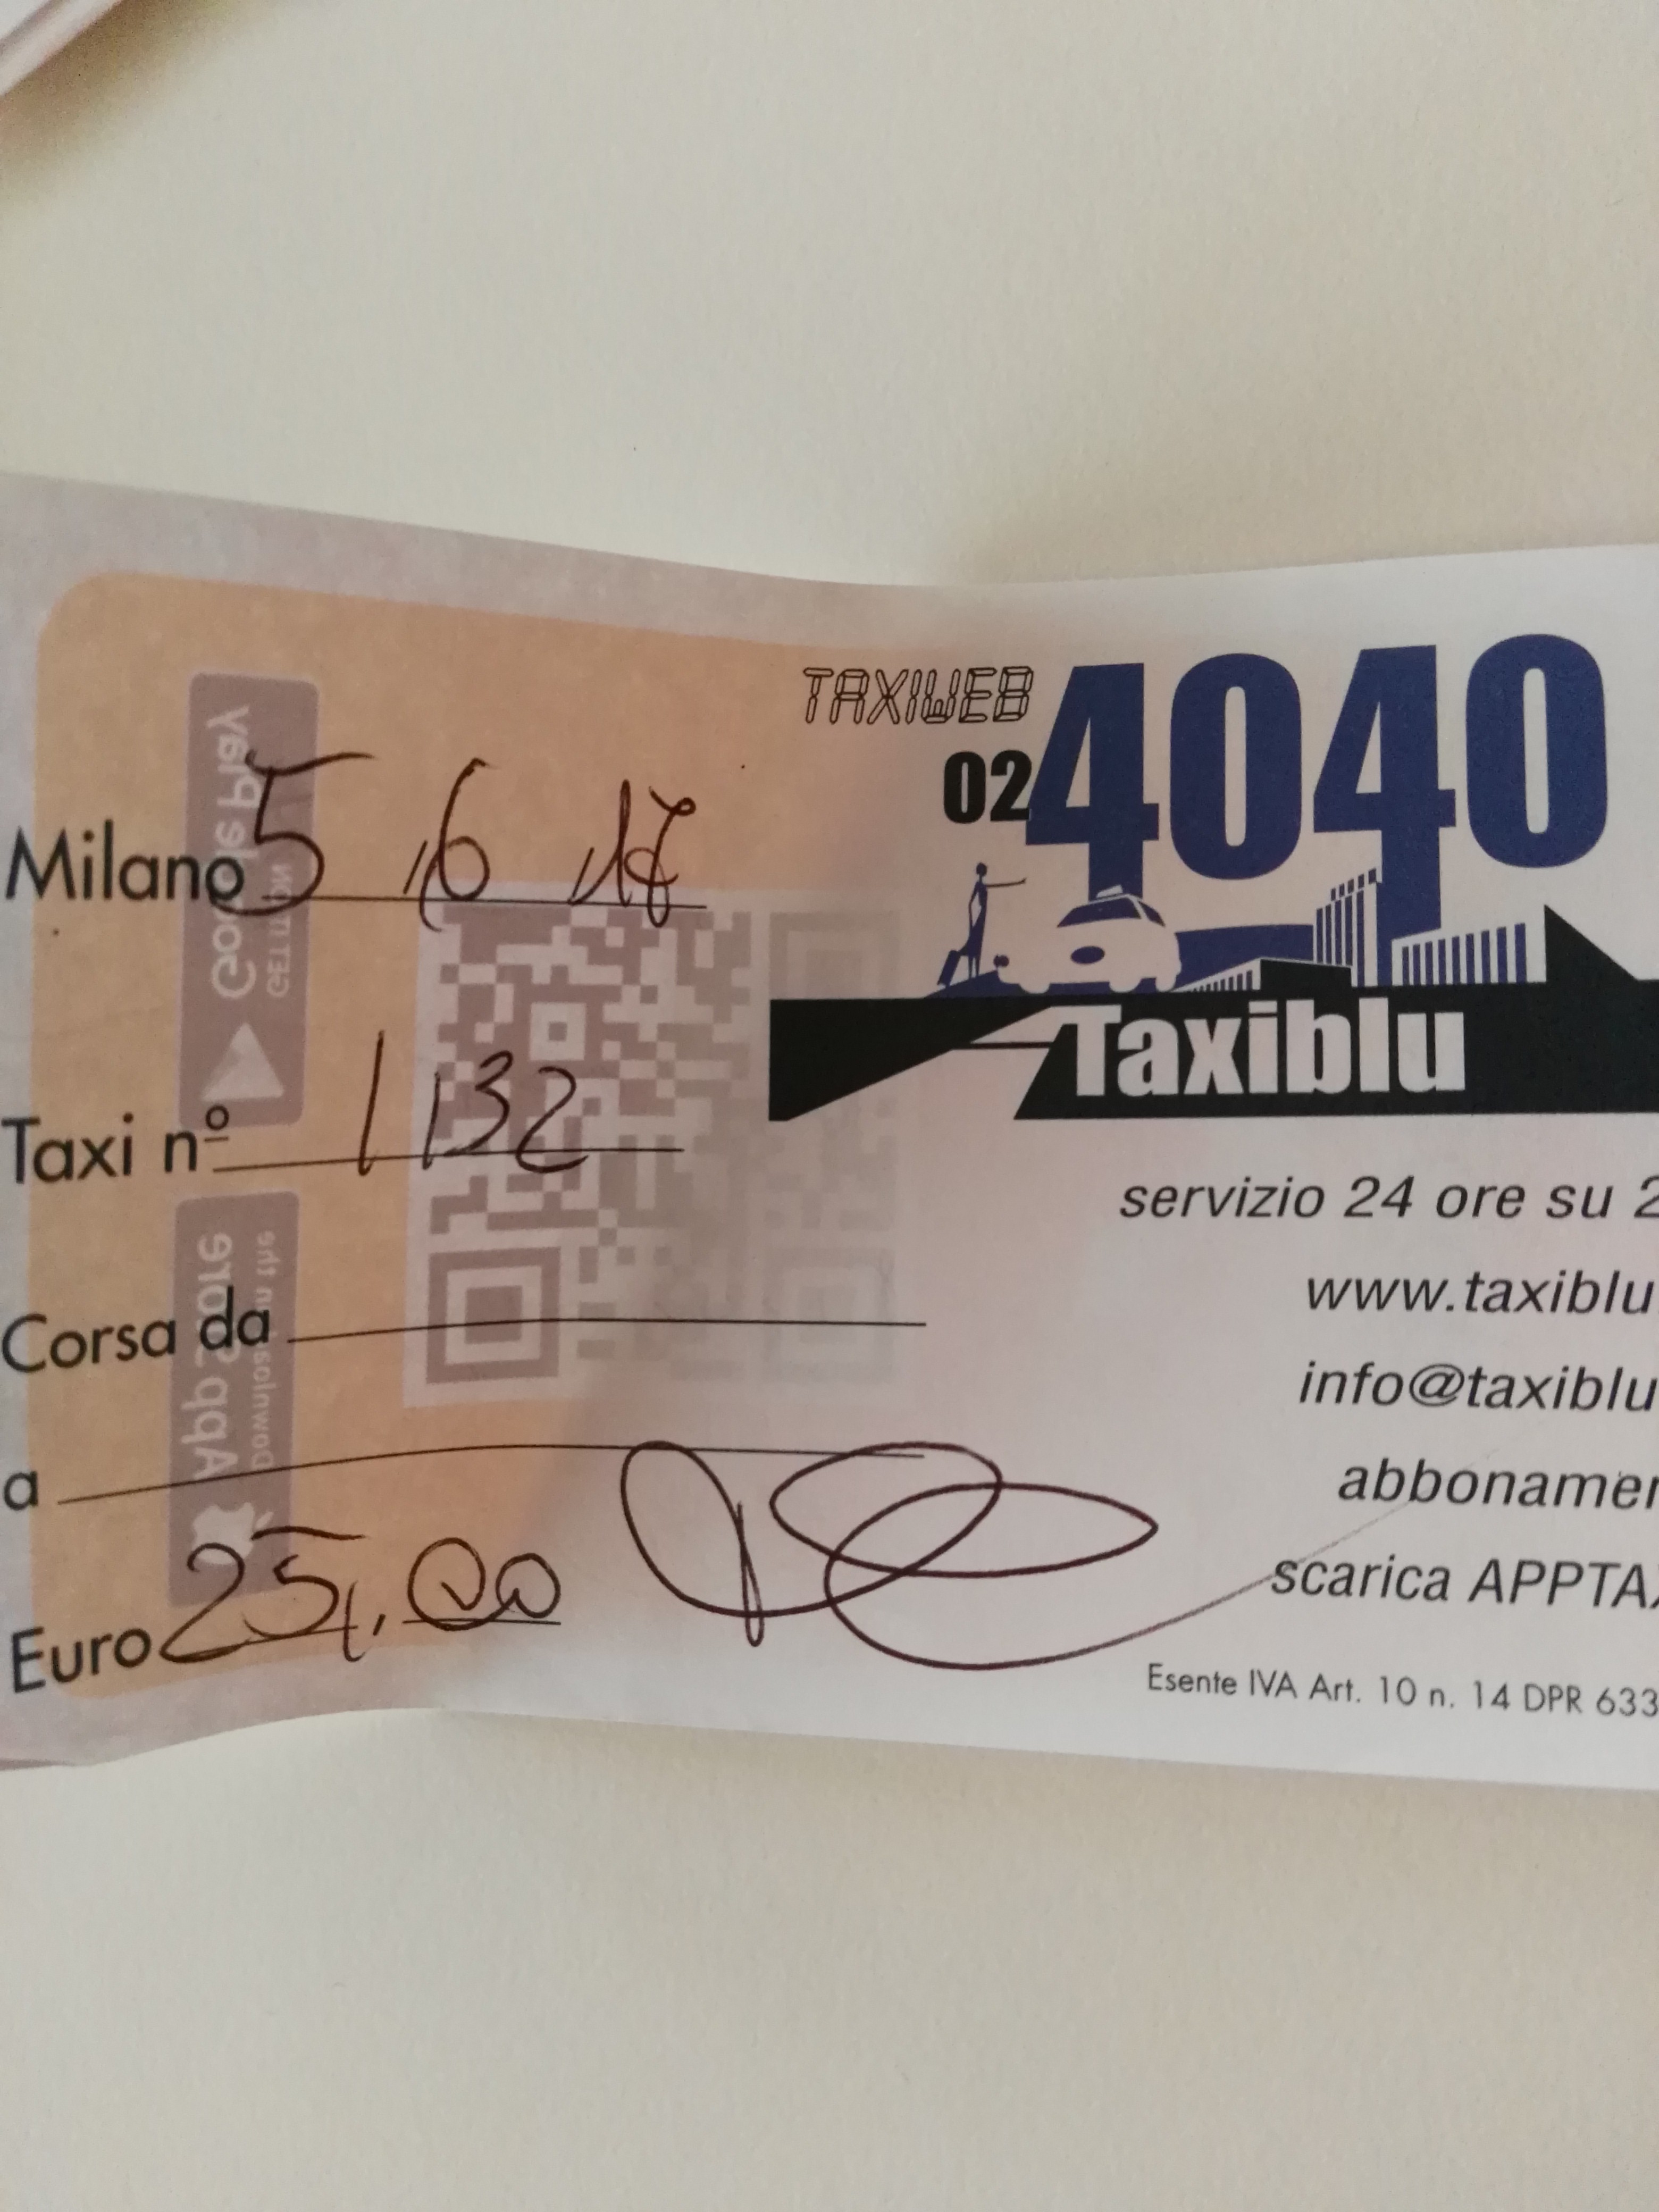 TAXIWEB
02 4040
Taxiblu
Milano 5,6,17
Taxi nº 1132
Corsa da
a
Euro 25,00
servizio 24 ore su 2
www.taxiblu
info@taxiblu
abbonamen
scarica APPTAX
Esente IVA Art. 10 n. 14 DPR 633
Google Play
GET IT ON
App Store
Download on the